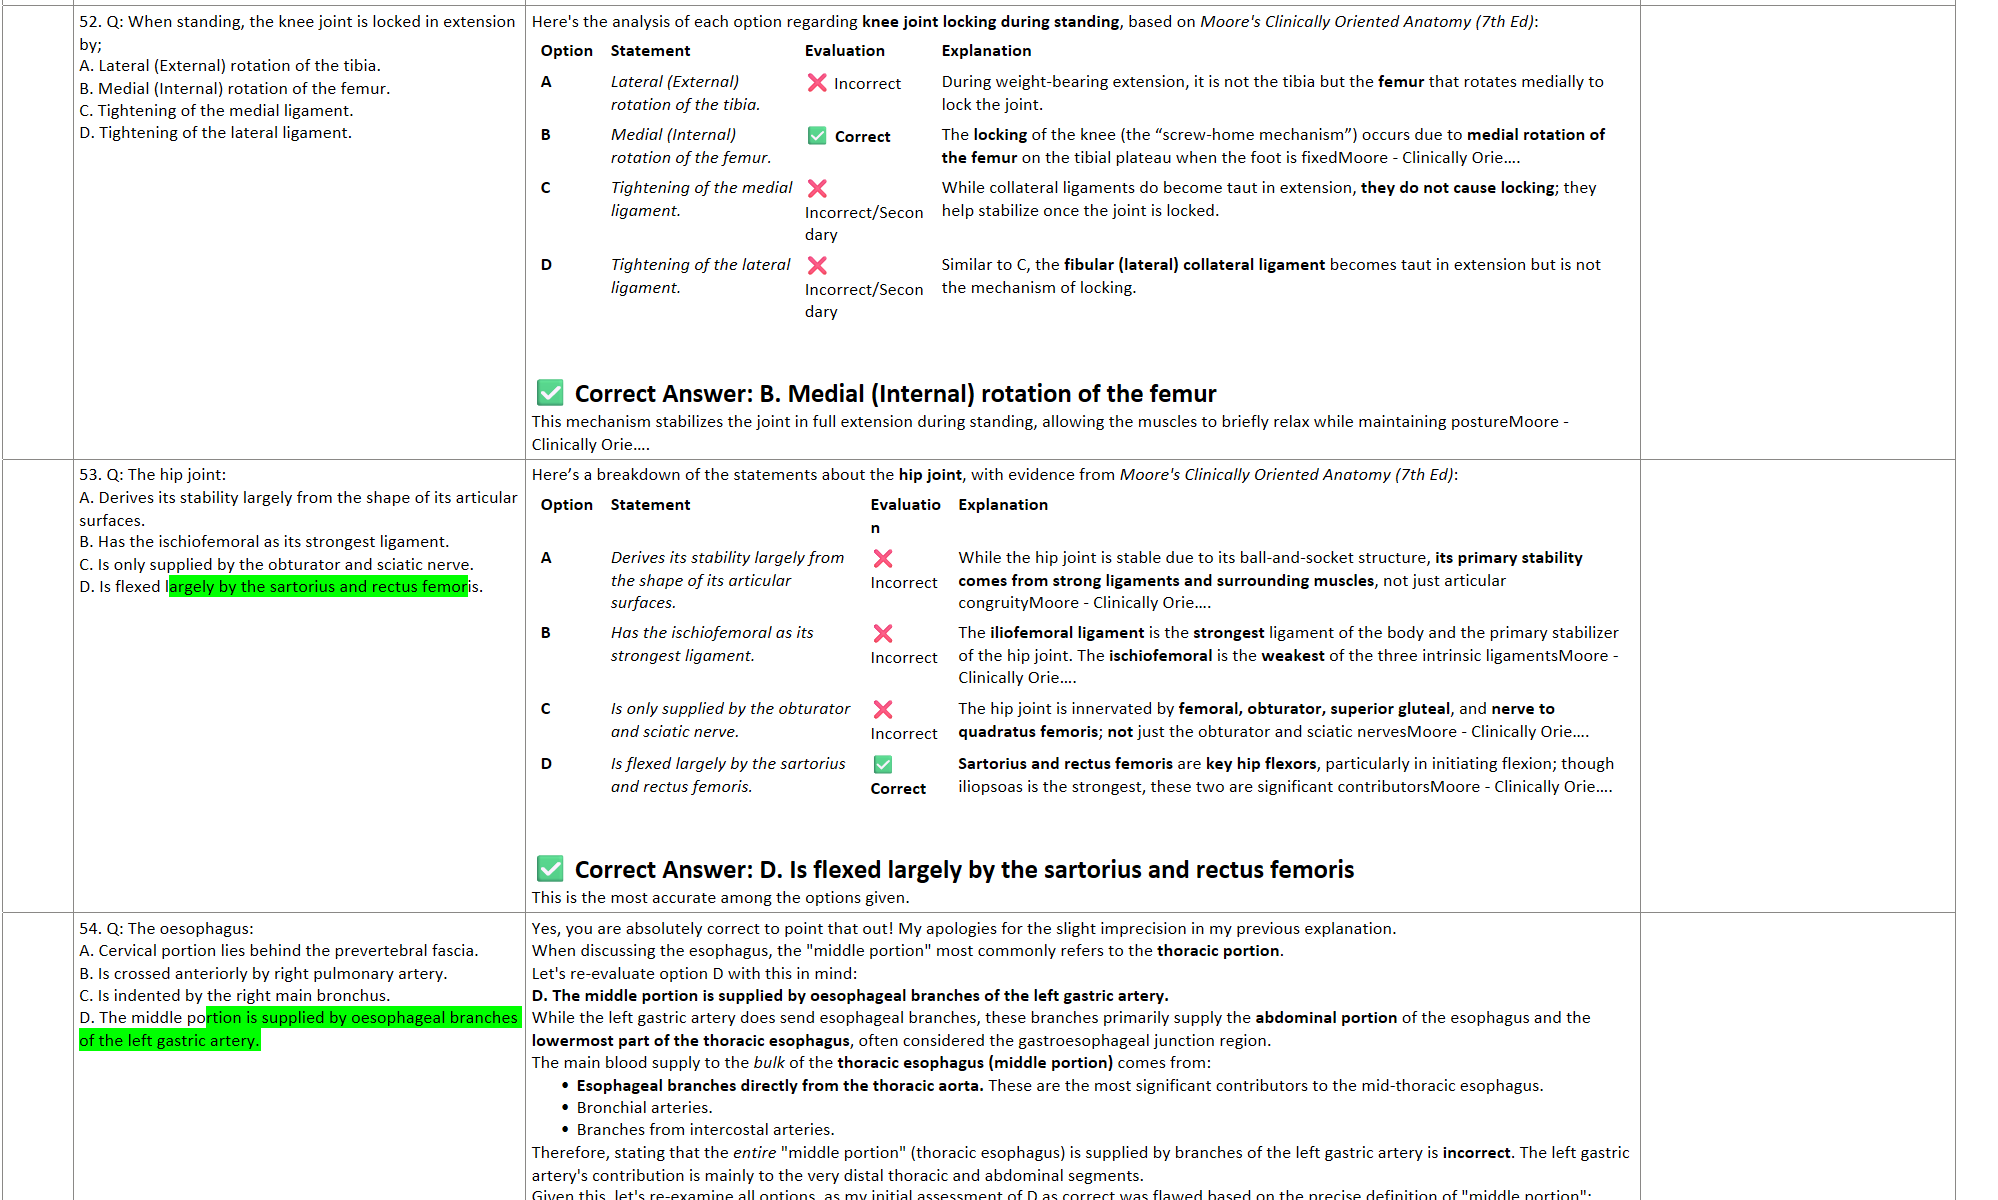 52. Q: When standing, the knee joint is locked in extension
by;
A. Lateral (External) rotation of the tibia.
B. Medial (Internal) rotation of the femur.
C. Tightening of the medial ligament.
D. Tightening of the lateral ligament.
Here's the analysis of each option regarding knee joint locking during standing, based on Moore's Clinically Oriented Anatomy (7th Ed):
Option Statement Evaluation Explanation
A Lateral (External) ❌ Incorrect During weight-bearing extension, it is not the tibia but the femur that rotates medially to
rotation of the tibia. lock the joint.
B Medial (Internal) ✅ Correct The locking of the knee (the “screw-home mechanism”) occurs due to medial rotation of
rotation of the femur. the femur on the tibial plateau when the foot is fixedMoore - Clinically Orie….
C Tightening of the medial ❌ While collateral ligaments do become taut in extension, they do not cause locking; they
ligament. Incorrect/Secon help stabilize once the joint is locked.
dary
D Tightening of the lateral ❌ Similar to C, the fibular (lateral) collateral ligament becomes taut in extension but is not
ligament. Incorrect/Secon the mechanism of locking.
dary
✅ Correct Answer: B. Medial (Internal) rotation of the femur
This mechanism stabilizes the joint in full extension during standing, allowing the muscles to briefly relax while maintaining postureMoore -
Clinically Orie….
53. Q: The hip joint:
A. Derives its stability largely from the shape of its articular
surfaces.
B. Has the ischiofemoral as its strongest ligament.
C. Is only supplied by the obturator and sciatic nerve.
D. Is flexed largely by the sartorius and rectus femoris.
Here’s a breakdown of the statements about the hip joint, with evidence from Moore's Clinically Oriented Anatomy (7th Ed):
Option Statement Evaluatio Explanation
n
A Derives its stability largely from ❌ While the hip joint is stable due to its ball-and-socket structure, its primary stability
the shape of its articular Incorrect comes from strong ligaments and surrounding muscles, not just articular
surfaces. congruityMoore - Clinically Orie….
B Has the ischiofemoral as its ❌ The iliofemoral ligament is the strongest ligament of the body and the primary stabilizer
strongest ligament. Incorrect of the hip joint. The ischiofemoral is the weakest of the three intrinsic ligamentsMoore -
Clinically Orie….
C Is only supplied by the obturator ❌ The hip joint is innervated by femoral, obturator, superior gluteal, and nerve to
and sciatic nerve. Incorrect quadratus femoris; not just the obturator and sciatic nervesMoore - Clinically Orie….
D Is flexed largely by the sartorius ✅ Sartorius and rectus femoris are key hip flexors, particularly in initiating flexion; though
and rectus femoris. Correct iliopsoas is the strongest, these two are significant contributorsMoore - Clinically Orie….
✅ Correct Answer: D. Is flexed largely by the sartorius and rectus femoris
This is the most accurate among the options given.
54. Q: The oesophagus:
A. Cervical portion lies behind the prevertebral fascia.
B. Is crossed anteriorly by right pulmonary artery.
C. Is indented by the right main bronchus.
D. The middle portion is supplied by oesophageal branches
of the left gastric artery.
Yes, you are absolutely correct to point that out! My apologies for the slight imprecision in my previous explanation.
When discussing the esophagus, the "middle portion" most commonly refers to the thoracic portion.
Let's re-evaluate option D with this in mind:
D. The middle portion is supplied by oesophageal branches of the left gastric artery.
While the left gastric artery does send esophageal branches, these branches primarily supply the abdominal portion of the esophagus and the
lowermost part of the thoracic esophagus, often considered the gastroesophageal junction region.
The main blood supply to the bulk of the thoracic esophagus (middle portion) comes from:
• Esophageal branches directly from the thoracic aorta. These are the most significant contributors to the mid-thoracic esophagus.
• Bronchial arteries.
• Branches from intercostal arteries.
Therefore, stating that the entire "middle portion" (thoracic esophagus) is supplied by branches of the left gastric artery is incorrect. The left gastric
artery's contribution is mainly to the very distal thoracic and abdominal segments.
Given this, let's re-examine all options, as my initial assessment of D as correct was flawed based on the precise definition of "middle portion":